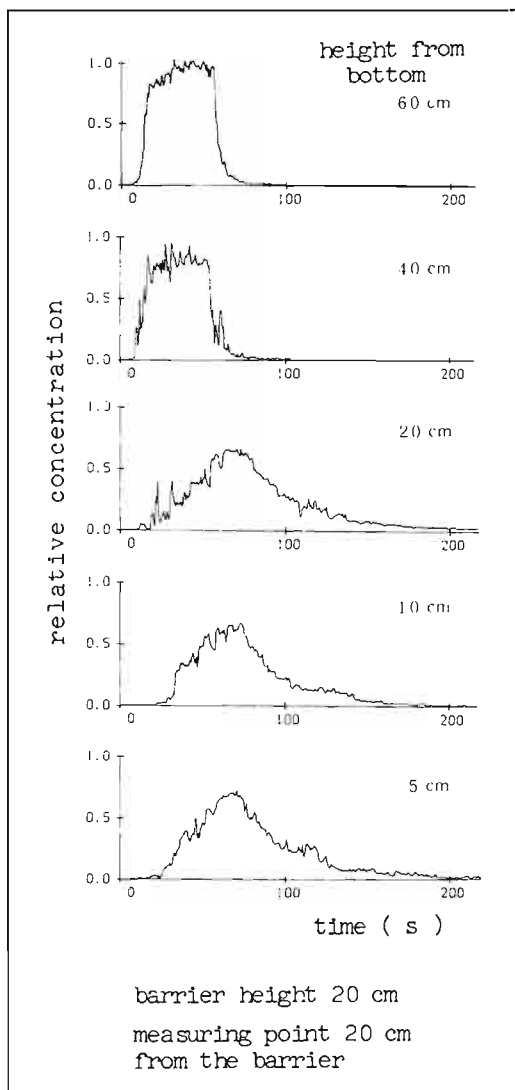 height from
bottom
60 cm
1.0
0.5
0.0
0 100 200
40 cm
1.0
0.5
0.0
0 100 200
20 cm
1.0
0.5
0.0
0 100 200
10 cm
1.0
0.5
0.0
0 100 200
5 cm
1.0
0.5
0.0
0 100 200
relative concentration
time ( s )
barrier height 20 cm
measuring point 20 cm
from the barrier